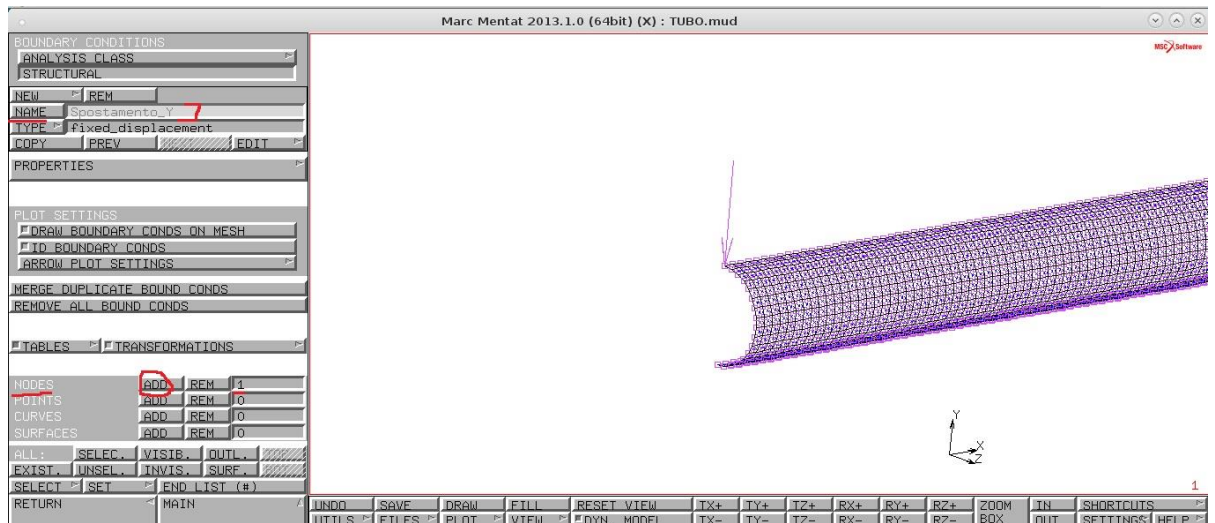 Marc Mentat 2013.1.0 (64bit) (X) : TUBO.mud
BOUNDARY CONDITIONS
ANALYSIS CLASS
STRUCTURAL
NEW REM
NAME Spostamento_Y
TYPE fixed_displacement
COPY PREV EDIT
PROPERTIES
PLOT SETTINGS
DRAW BOUNDARY CONDS ON MESH
ID BOUNDARY CONDS
ARROW PLOT SETTINGS
MERGE DUPLICATE BOUND CONDS
REMOVE ALL BOUND CONDS
TABLES TRANSFORMATIONS
NODES ADD REM 1
POINTS ADD REM 0
CURVES ADD REM 0
SURFACES ADD REM 0
ALL: SELEC. VISIB. OUTL.
EXIST. UNSEL. INVIS. SURF.
SELECT SET END LIST (#)
RETURN MAIN
MSC Software
Y
X
Z
1
UNDO SAVE DRAW FILL RESET VIEW TX+ TY+ TZ+ RX+ RY+ RZ+ ZOOM IN SHORTCUTS
UTILS FILES PLOT VIEW DYN. MODEL TX- TY- TZ- RX- RY- RZ- BOX OUT SETTINGS HELP